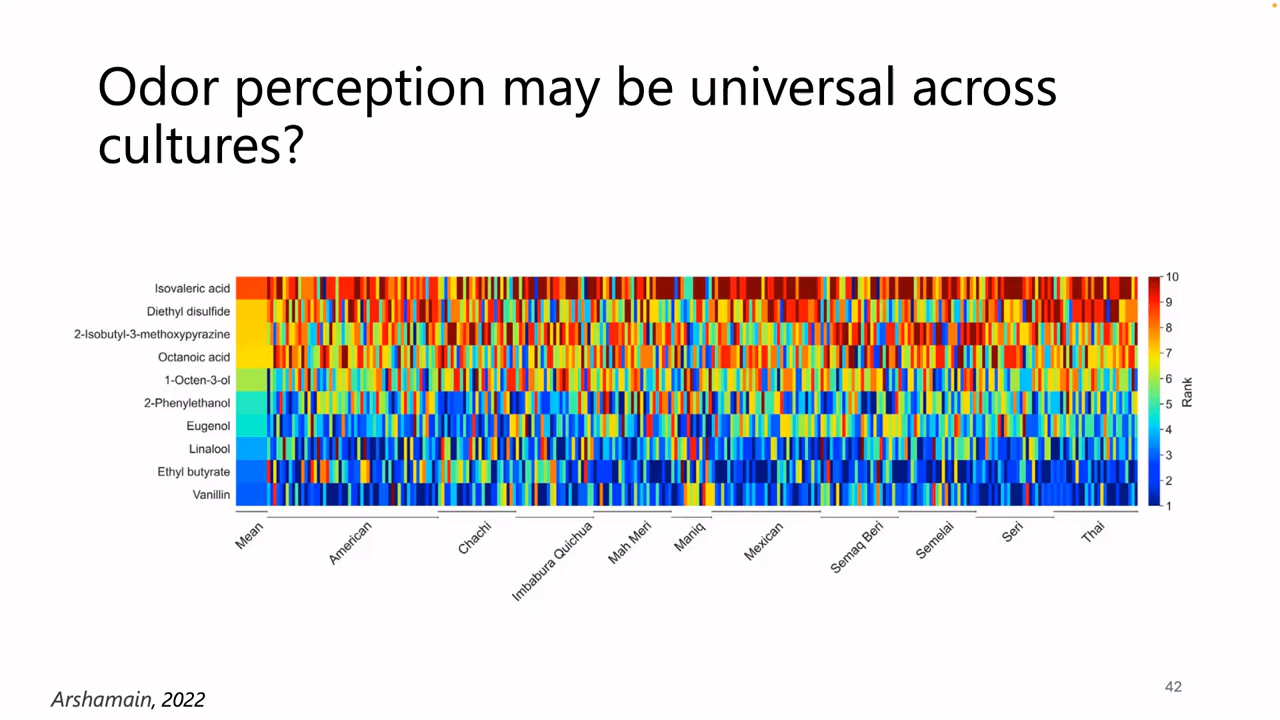 Odor perception may be universal across
cultures?
Isovaleric acid
Diethyl disulfide
2-Isobutyl-3-methoxypyrazine
Octanoic acid
1-Octen-3-ol
2-Phenylethanol
Eugenol
Linalool
Ethyl butyrate
Vanillin
10
9
8
7
6
5
4
3
2
1
Rank
Mean
American
Chachi
Imbabura Quichua
Mah Meri
Maniq
Mexican
Semaq Beri
Semelai
Seri
Thai
Arshamain, 2022
42